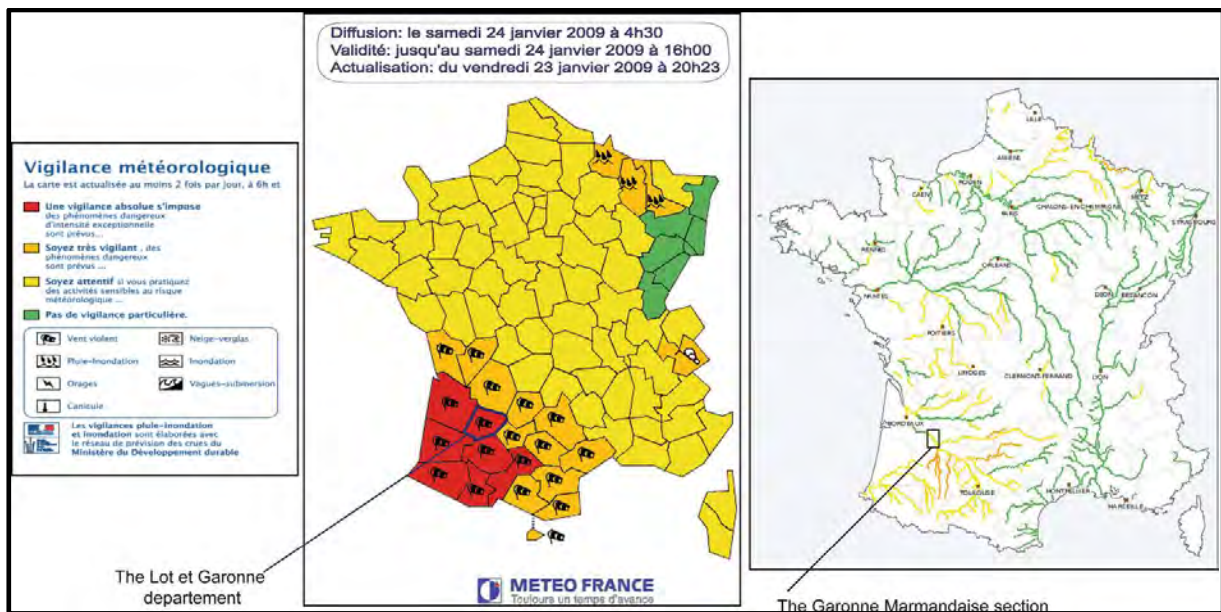 Vigilance météorologique
La carte est actualisée au moins 2 fois par jour, à 6h et
Une vigilance absolue s'impose
des phénomènes dangereux
d'intensité exceptionnelle
sont prévus...
Soyez très vigilant, des
phénomènes dangereux
sont prévus ...
Soyez attentif si vous pratiquez
des activités sensibles au risque
météorologique ...
Pas de vigilance particulière.
Vent violent
Neige-verglas
Pluie-Inondation
Inondation
Orages
Vagues-submersion
Canicule
Les vigilances pluie-inondation
et inondation sont élaborées avec
le réseau de prévision des crues du
Ministère du Développement durable
Diffusion: le samedi 24 janvier 2009 à 4h30
Validité: jusqu'au samedi 24 janvier 2009 à 16h00
Actualisation: du vendredi 23 janvier 2009 à 20h23
METEO FRANCE
Toujours un temps d'avance
The Lot et Garonne
departement
LILLE
AMIENS
ROUEN
CAEN
METZ
PARIS
CHALONS-EN-CHAMPAGNE
STRASBOURG
RENNES
ORLEANS
NANTES
DIJON
BESANCON
POITIERS
LIMOGES
CLERMONT-FERRAND
LYON
BORDEAUX
TOULOUSE
MONTPELLIER
MARSEILLE
The Garonne Marmandaise section